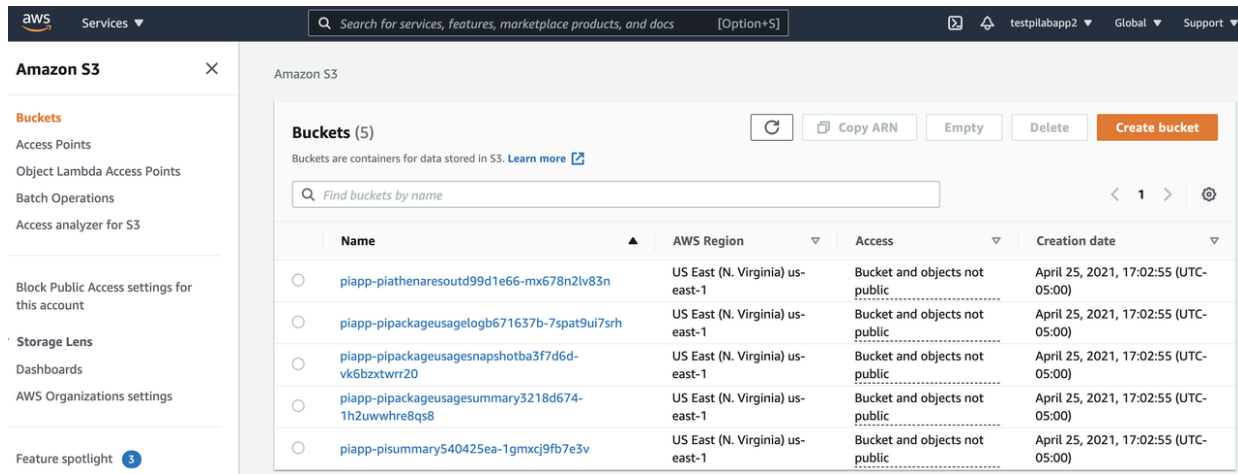 aws
Services ▼
Search for services, features, marketplace products, and docs [Option+S]
testpilabapp2 ▼
Global ▼
Support ▼
Amazon S3
Buckets
Access Points
Object Lambda Access Points
Batch Operations
Access analyzer for S3
Block Public Access settings for
this account
Storage Lens
Dashboards
AWS Organizations settings
Feature spotlight 3
Amazon S3
Buckets (5)
Copy ARN
Empty
Delete
Create bucket
Buckets are containers for data stored in S3. Learn more
Find buckets by name
1
Name
AWS Region
Access
Creation date
piapp-piathenaresoutd99d1e66-mx678n2lv83n
US East (N. Virginia) us-
east-1
Bucket and objects not
public
April 25, 2021, 17:02:55 (UTC-
05:00)
piapp-pipackageusagelogb671637b-7spat9ui7srh
US East (N. Virginia) us-
east-1
Bucket and objects not
public
April 25, 2021, 17:02:55 (UTC-
05:00)
piapp-pipackageusagesnapshotba3f7d6d-
vk6bzxtwrr20
US East (N. Virginia) us-
east-1
Bucket and objects not
public
April 25, 2021, 17:02:55 (UTC-
05:00)
piapp-pipackageusagesummary3218d674-
1h2uwwhre8qs8
US East (N. Virginia) us-
east-1
Bucket and objects not
public
April 25, 2021, 17:02:55 (UTC-
05:00)
piapp-pisummary540425ea-1gmxcj9fb7e3v
US East (N. Virginia) us-
east-1
Bucket and objects not
public
April 25, 2021, 17:02:55 (UTC-
05:00)